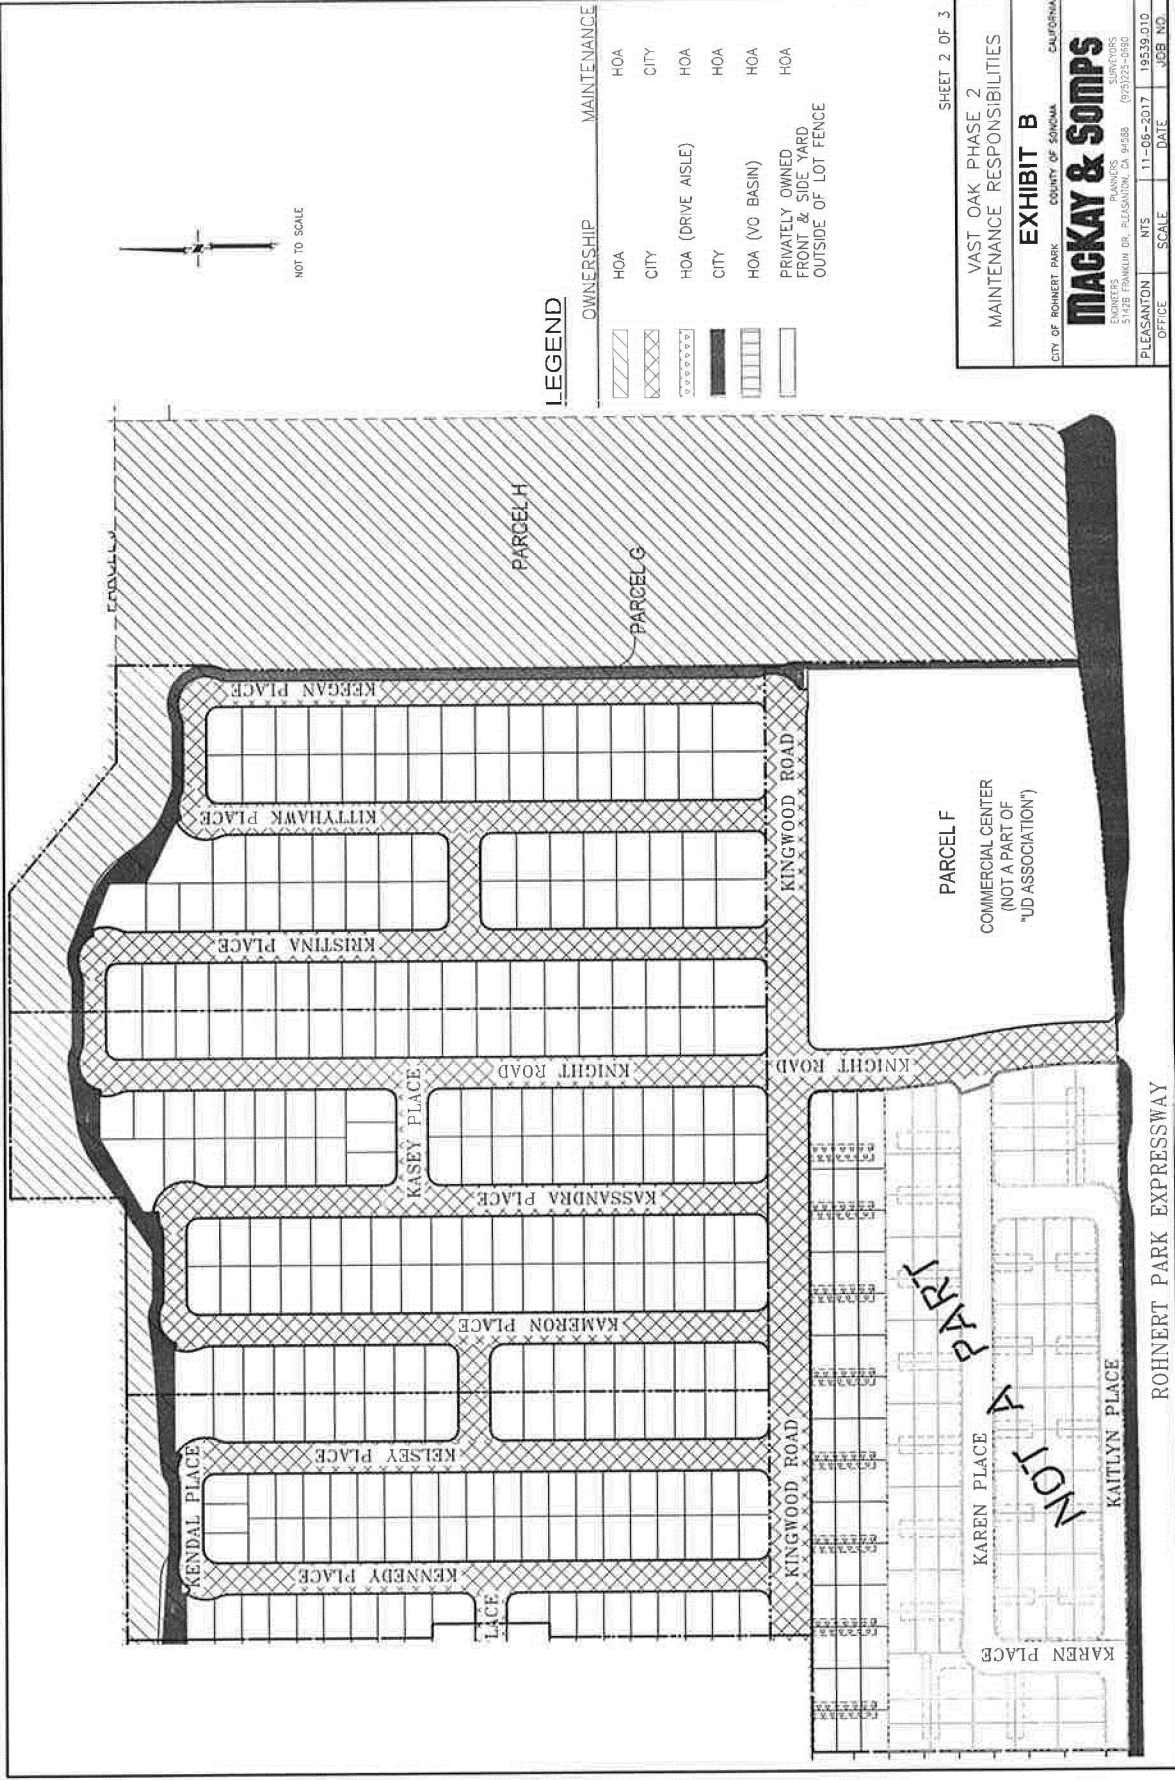 NOT TO SCALE
LEGEND
OWNERSHIP MAINTENANCE
HOA HOA
CITY CITY
HOA (DRIVE AISLE) HOA
CITY HOA
HOA (VO BASIN) HOA
PRIVATELY OWNED HOA
FRONT & SIDE YARD
OUTSIDE OF LOT FENCE
PARCEL H
PARCEL G
KEEGAN PLACE
KITTYHAWK PLACE
KRISTINA PLACE
KNIGHT ROAD
KASEY PLACE
KASSANDRA PLACE
KAMERON PLACE
KELSEY PLACE
KENDAL PLACE
KENNEDY PLACE
LACE
KINGWOOD ROAD
KINGWOOD ROAD
KNIGHT ROAD
PARCEL F
COMMERCIAL CENTER
(NOT A PART OF
"UD ASSOCIATION")
NOT A PART
KAREN PLACE
KAREN PLACE
KAITLYN PLACE
ROHNERT PARK EXPRESSWAY
SHEET 2 OF 3
VAST OAK PHASE 2
MAINTENANCE RESPONSIBILITIES
EXHIBIT B
CITY OF ROHNERT PARK COUNTY OF SONOMA CALIFORNIA
MACKAY & SOMPS
ENGINEERS PLANNERS SURVEYORS
5142B FRANKLIN DR, PLEASANTON, CA 94588 (925)225-0690
PLEASANTON NTS 11-06-2017 19539.010
OFFICE SCALE DATE JOB NO.